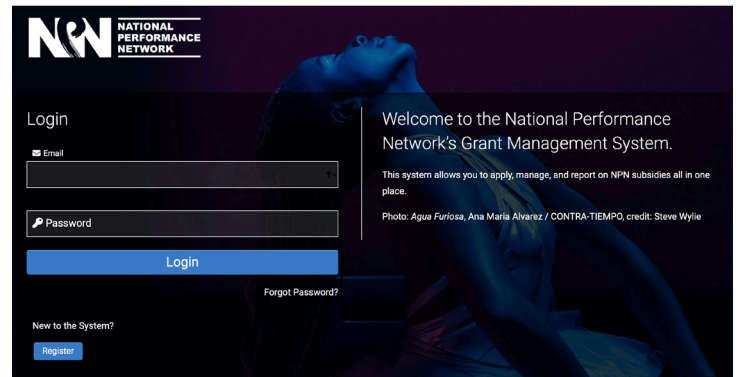 NPN
NATIONAL
PERFORMANCE
NETWORK
Login
Email
Password
Login
Forgot Password?
New to the System?
Register
Welcome to the National Performance
Network's Grant Management System.
This system allows you to apply, manage, and report on NPN subsidies all in one
place.
Photo: Agua Furiosa, Ana Maria Alvarez / CONTRA-TIEMPO, credit: Steve Wylie